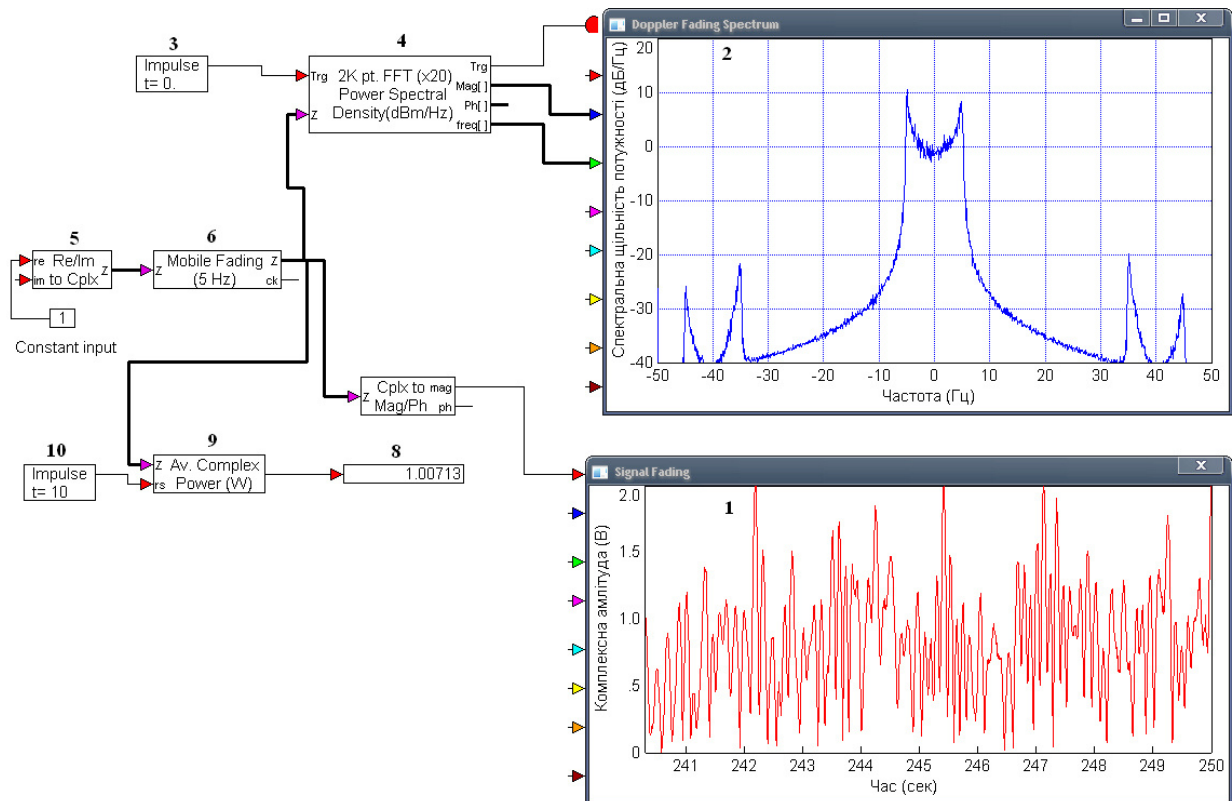 3
Impulse
t= 0.
4
Trg
Z
2K pt. FFT (x20)
Power Spectral
Density(dBm/Hz)
Trg
Mag[ ]
Ph[ ]
freq[ ]
5
re
im
Re/Im
to Cplx
Z
1
Constant input
6
Z
Mobile Fading
(5 Hz)
Z
ck
Z
Cplx to
Mag/Ph
mag
ph
10
Impulse
t= 10
9
Z
rs
Av. Complex
Power (W)
8
1.00713
Doppler Fading Spectrum
X
2
Спектральна щільність потужності (дБ/Гц)
20
10
0
-10
-20
-30
-40
-50 -40 -30 -20 -10 0 10 20 30 40 50
Частота (Гц)
Signal Fading
X
1
Комплексна амлітуда (В)
2.0
1.5
1.0
.5
0
241 242 243 244 245 246 247 248 249 250
Час (сек)